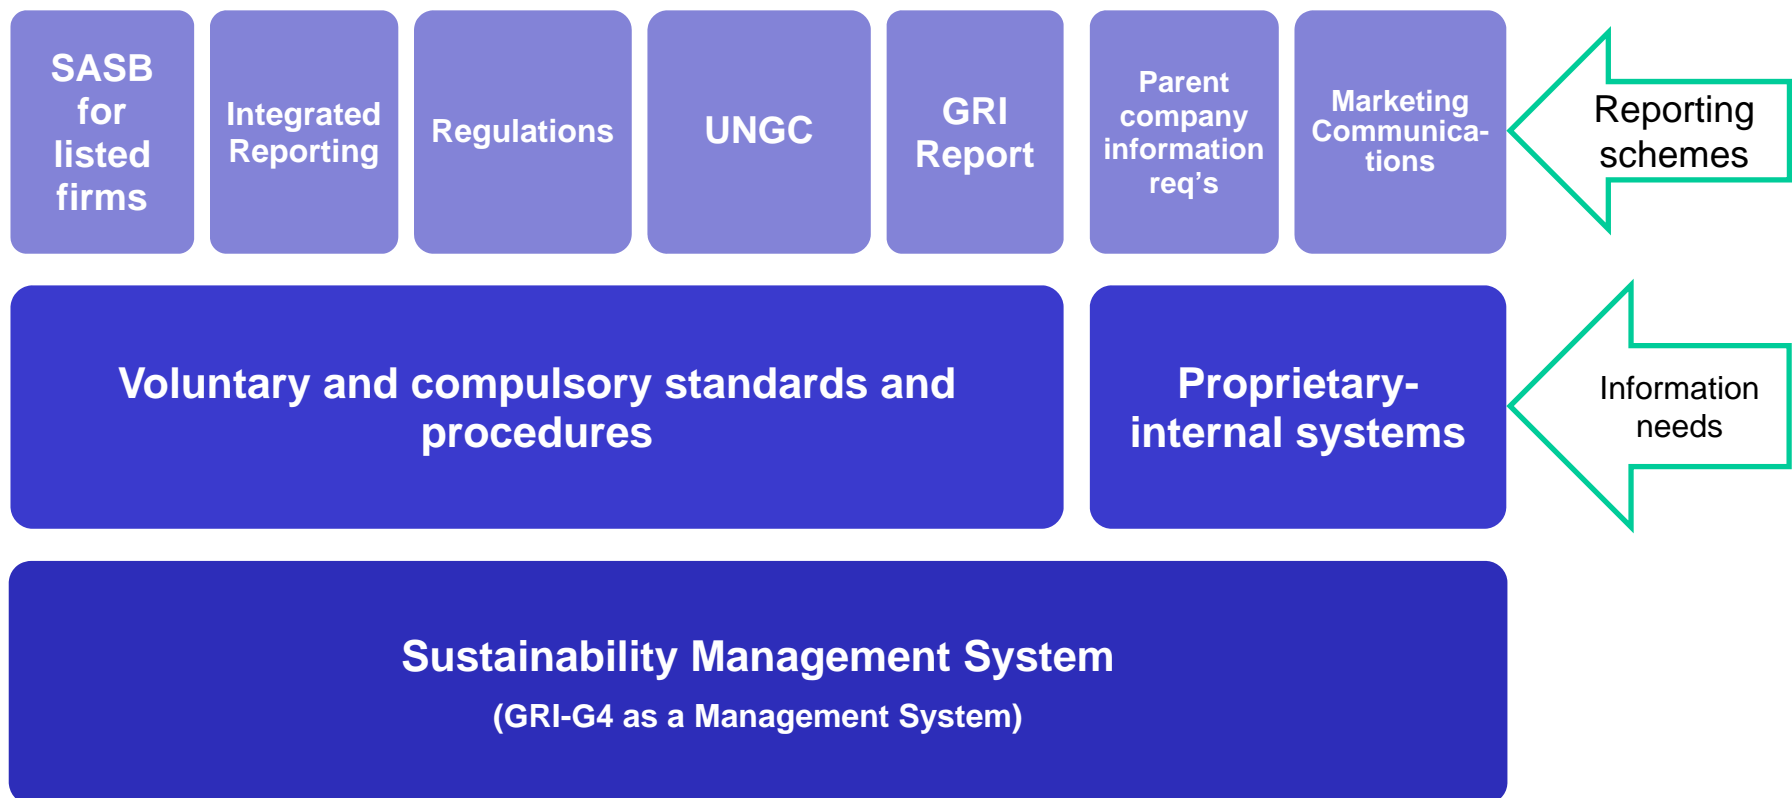 SASB
for
listed
firms
Integrated
Reporting
Regulations
UNGC
GRI
Report
Parent
company
information
req’s
Marketing
Communica-
tions
Reporting
schemes
Voluntary and compulsory standards and
procedures
Proprietary-
internal systems
Information
needs
Sustainability Management System
(GRI-G4 as a Management System)